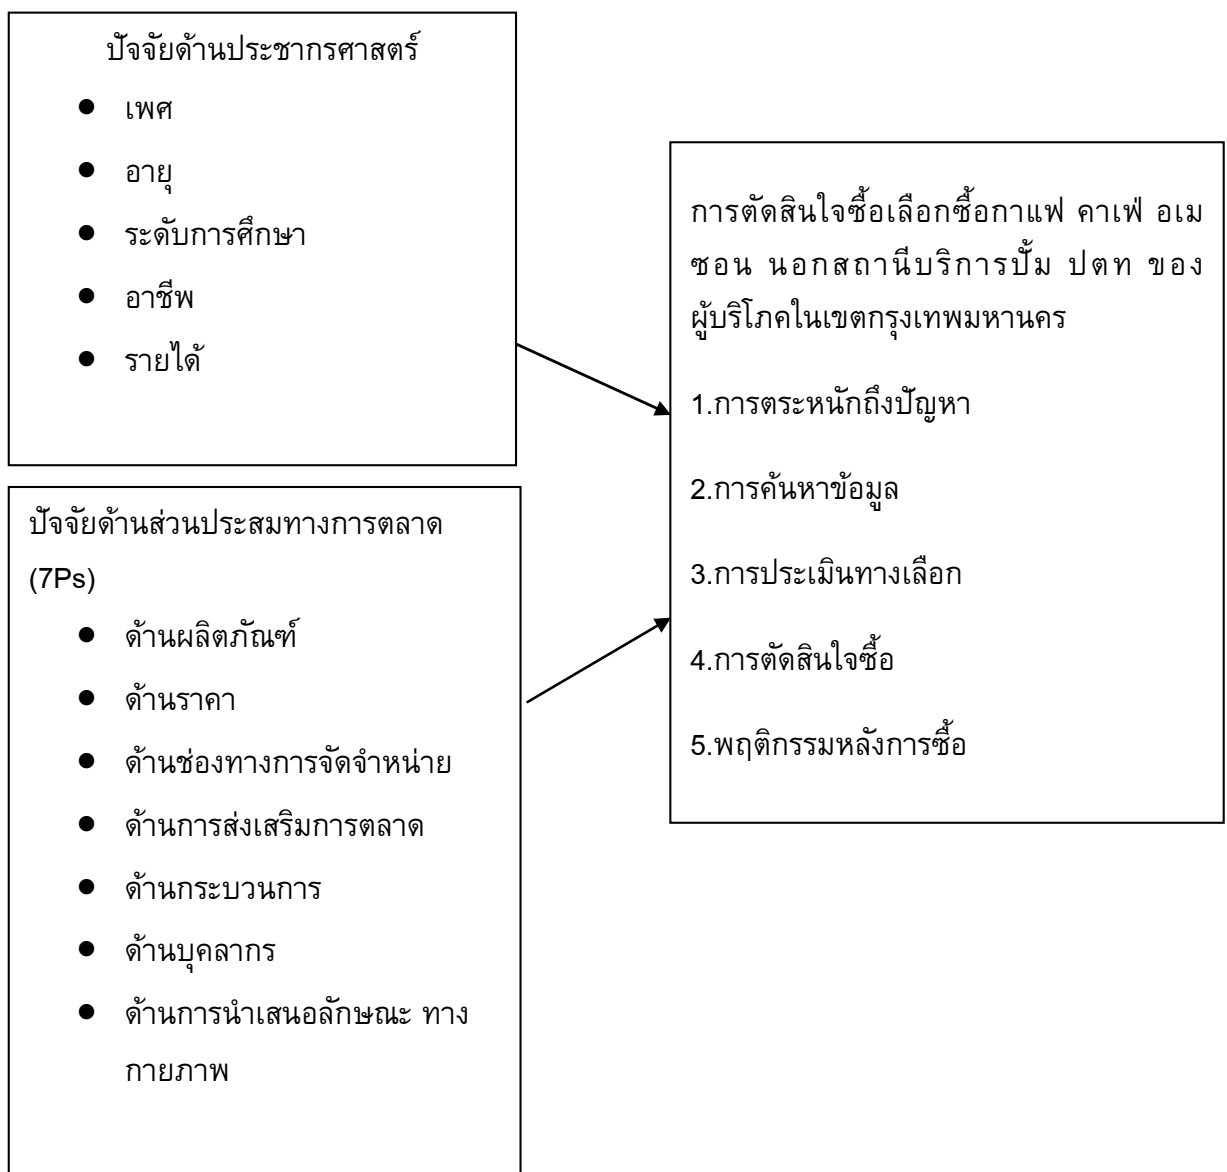 ปัจจัยด้านประชากรศาสตร์
● เพศ
● อายุ
● ระดับการศึกษา
● อาชีพ
● รายได้
ปัจจัยด้านส่วนประสมทางการตลาด
(7Ps)
● ด้านผลิตภัณฑ์
● ด้านราคา
● ด้านช่องทางการจัดจำหน่าย
● ด้านการส่งเสริมการตลาด
● ด้านกระบวนการ
● ด้านบุคลากร
● ด้านการนำเสนอลักษณะ ทาง
กายภาพ
การตัดสินใจซื้อเลือกซื้อกาแฟ คาเฟ่ อเม
ซอน นอกสถานีบริการปั้ม ปตท ของ
ผู้บริโภคในเขตกรุงเทพมหานคร
1.การตระหนักถึงปัญหา
2.การค้นหาข้อมูล
3.การประเมินทางเลือก
4.การตัดสินใจซื้อ
5.พฤติกรรมหลังการซื้อ